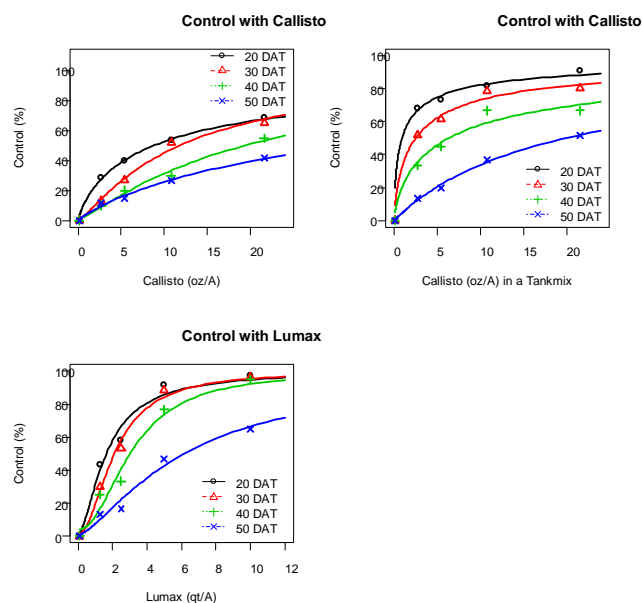 Control with Callisto
Control (%)
100
80
60
40
20
0
20 DAT
30 DAT
40 DAT
50 DAT
0 5 10 15 20
Callisto (oz/A)
Control with Callisto
Control (%)
100
80
60
40
20
0
20 DAT
30 DAT
40 DAT
50 DAT
0 5 10 15 20
Callisto (oz/A) in a Tankmix
Control with Lumax
Control (%)
100
80
60
40
20
0
20 DAT
30 DAT
40 DAT
50 DAT
0 2 4 6 8 10 12
Lumax (qt/A)